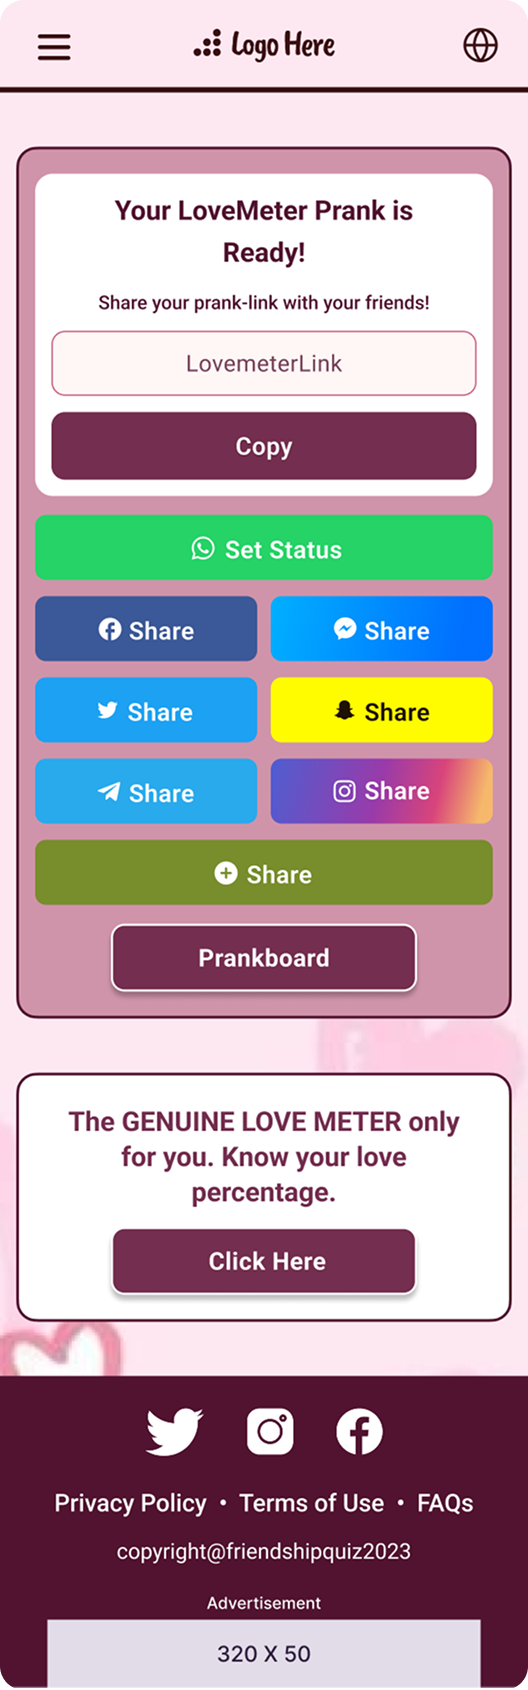 Logo Here
Your LoveMeter Prank is
Ready!
Share your prank-link with your friends!
LovemeterLink
Copy
Set Status
Share
Share
Share
Share
Share
Share
Share
Prankboard
The GENUINE LOVE METER only
for you. Know your love
percentage.
Click Here
Privacy Policy • Terms of Use • FAQs
copyright@friendshipquiz2023
Advertisement
320 X 50